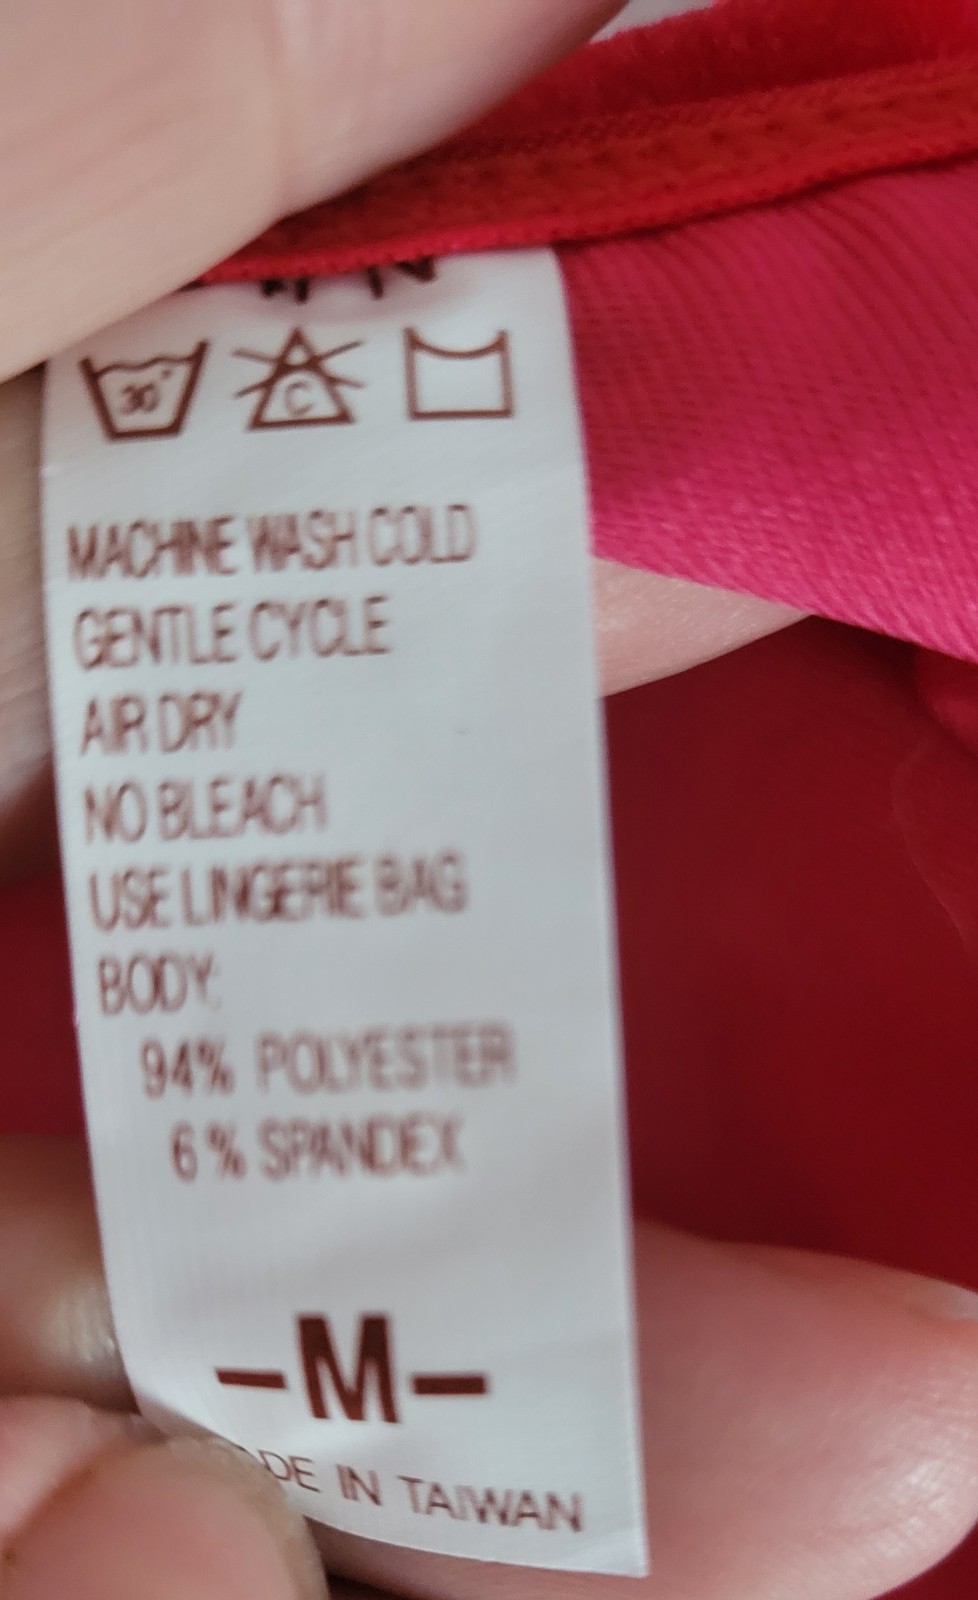 30°
C
MACHINE WASH COLD
GENTLE CYCLE
AIR DRY
NO BLEACH
USE LINGERIE BAG
BODY:
94% POLYESTER
6% SPANDEX
-M-
DE IN TAIWAN